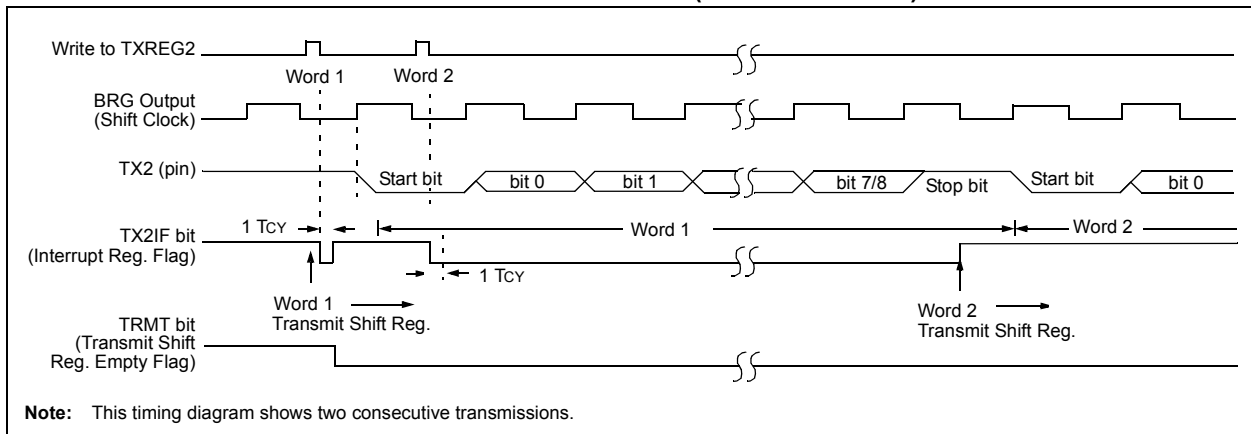 Write to TXREG2
Word 1
Word 2
BRG Output
(Shift Clock)
TX2 (pin)
Start bit
bit 0
bit 1
bit 7/8
Stop bit
Start bit
bit 0
1 TCY
Word 1
Word 2
TX2IF bit
(Interrupt Reg. Flag)
1 TCY
Word 1
Transmit Shift Reg.
Word 2
Transmit Shift Reg.
TRMT bit
(Transmit Shift
Reg. Empty Flag)
Note: This timing diagram shows two consecutive transmissions.